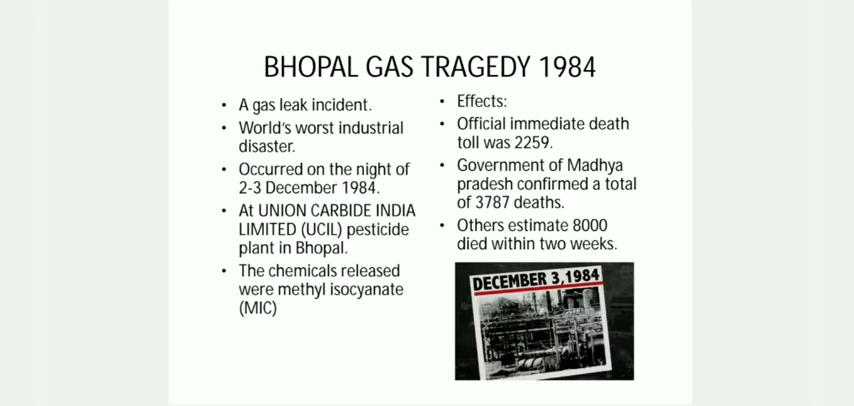 BHOPAL GAS TRAGEDY 1984
• A gas leak incident.
• World's worst industrial
disaster.
• Occurred on the night of
2-3 December 1984.
• At UNION CARBIDE INDIA
LIMITED (UCIL) pesticide
plant in Bhopal.
• The chemicals released
were methyl isocyanate
(MIC)
• Effects:
• Official immediate death
toll was 2259.
• Government of Madhya
pradesh confirmed a total
of 3787 deaths.
• Others estimate 8000
died within two weeks.
DECEMBER 3,1984